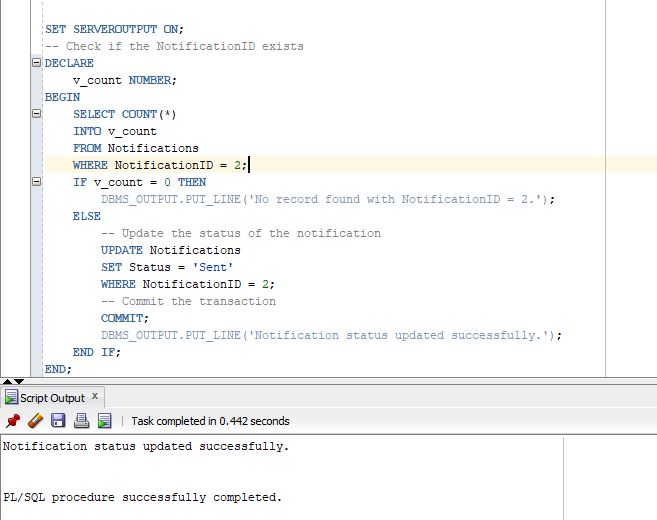 SET SERVEROUTPUT ON;
-- Check if the NotificationID exists
DECLARE
    v_count NUMBER;
BEGIN
    SELECT COUNT(*)
    INTO v_count
    FROM Notifications
    WHERE NotificationID = 2;
    IF v_count = 0 THEN
        DBMS_OUTPUT.PUT_LINE('No record found with NotificationID = 2.');
    ELSE
        -- Update the status of the notification
        UPDATE Notifications
        SET Status = 'Sent'
        WHERE NotificationID = 2;
        -- Commit the transaction
        COMMIT;
        DBMS_OUTPUT.PUT_LINE('Notification status updated successfully.');
    END IF;
END;
Script Output x
Task completed in 0.442 seconds
Notification status updated successfully.
PL/SQL procedure successfully completed.